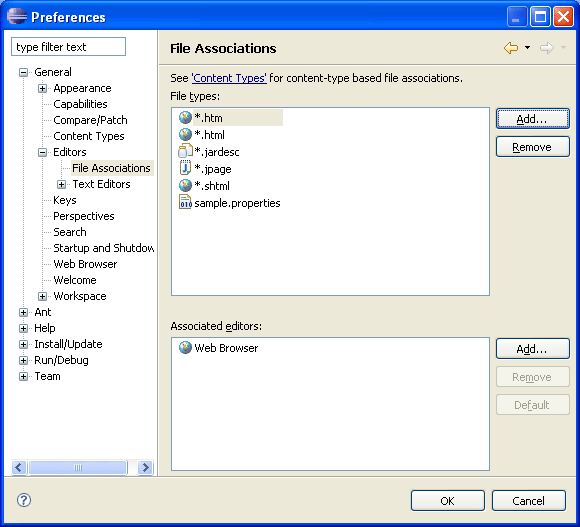 Preferences
type filter text
General
Appearance
Capabilities
Compare/Patch
Content Types
Editors
File Associations
Text Editors
Keys
Perspectives
Search
Startup and Shutdow
Web Browser
Welcome
Workspace
Ant
Help
Install/Update
Run/Debug
Team
File Associations
See 'Content Types' for content-type based file associations.
File types:
*.htm
*.html
*.jardesc
*.jpage
*.shtml
sample.properties
Add...
Remove
Associated editors:
Web Browser
Add...
Remove
Default
?
OK
Cancel